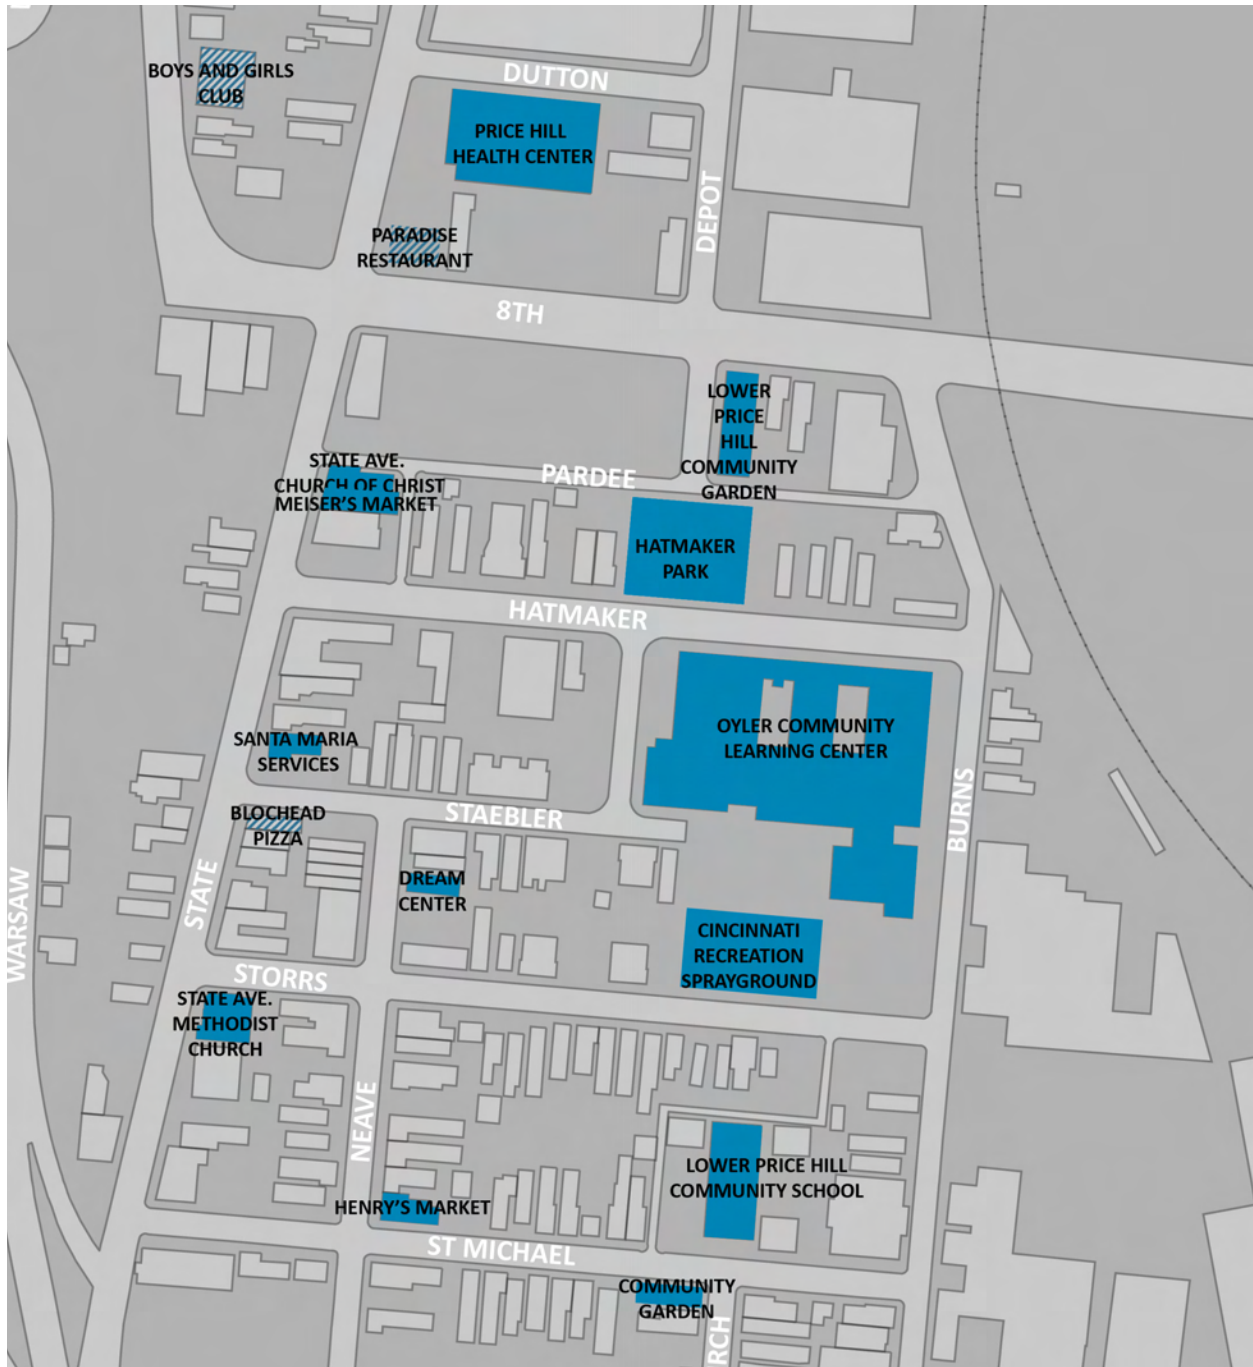 DUTTON
BOYS AND GIRLS
CLUB
PRICE HILL
HEALTH CENTER
DEPOT
PARADISE
RESTAURANT
8TH
LOWER
PRICE
HILL
COMMUNITY
GARDEN
STATE AVE.
CHURCH OF CHRIST
MEISER'S MARKET
PARDEE
HATMAKER
PARK
HATMAKER
OYLER COMMUNITY
LEARNING CENTER
SANTA MARIA
SERVICES
BLOCHEAD
PIZZA
STAEBLER
BURNS
STATE
WARSAW
DREAM
CENTER
CINCINNATI
RECREATION
SPRAYGROUND
STORRS
STATE AVE.
METHODIST
CHURCH
NEAVE
LOWER PRICE HILL
COMMUNITY SCHOOL
HENRY'S MARKET
ST MICHAEL
COMMUNITY
GARDEN
RCH